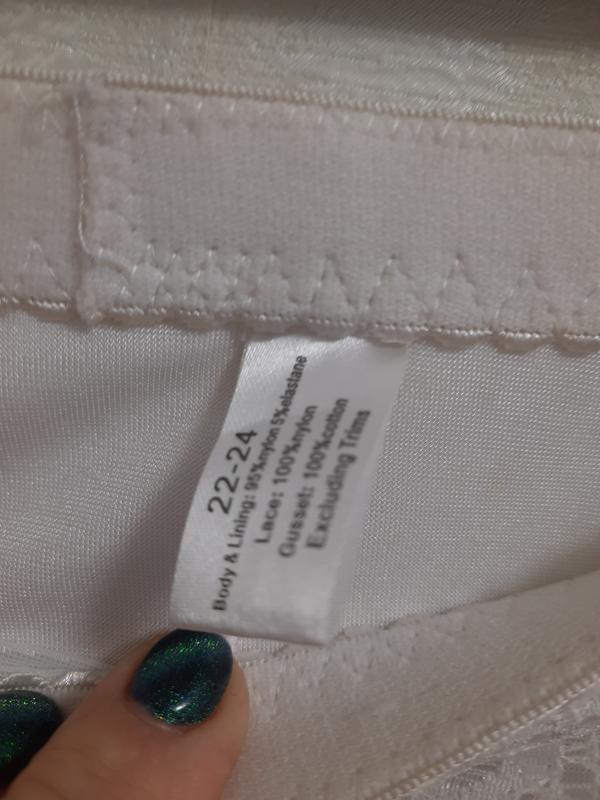 22-24
Body & Lining: 95%nylon 5%elastane
Lace: 100%nylon
Gusset: 100%cotton
Excluding Trims